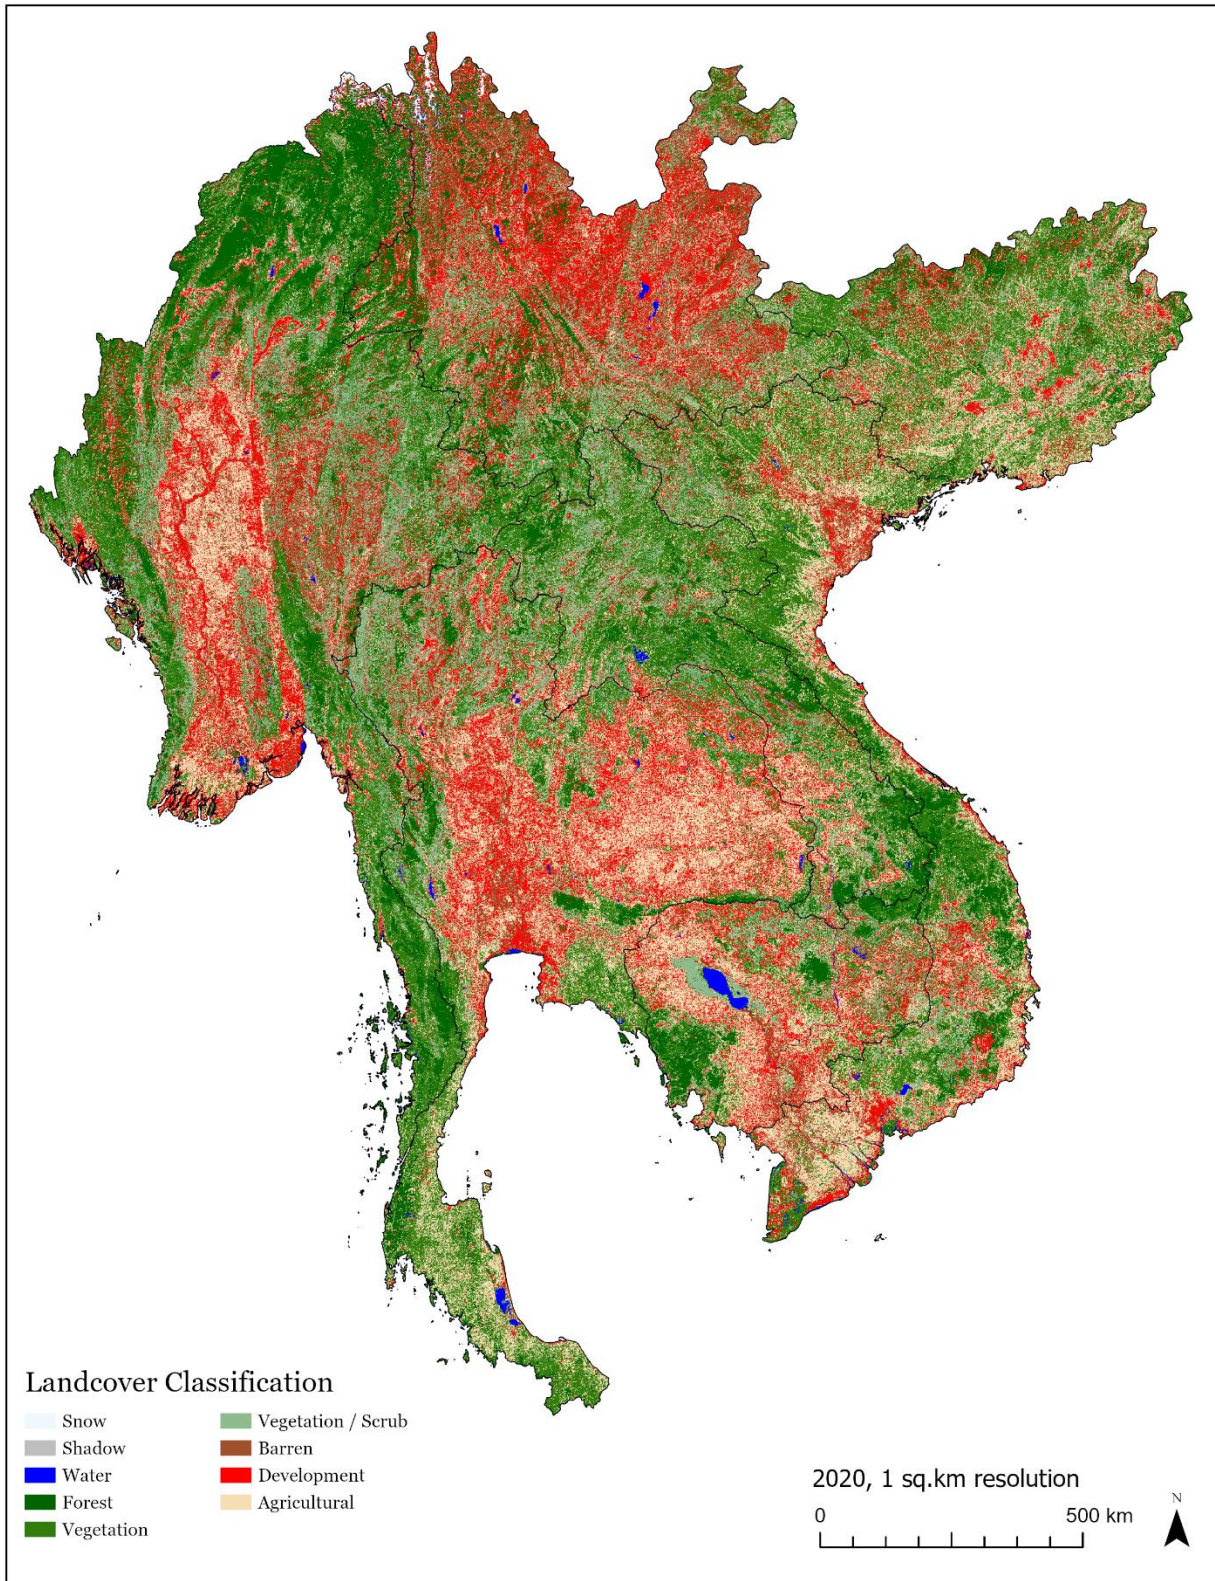 Landcover Classification
Snow
Shadow
Water
Forest
Vegetation
Vegetation / Scrub
Barren
Development
Agricultural
2020, 1 sq.km resolution
0 500 km
N